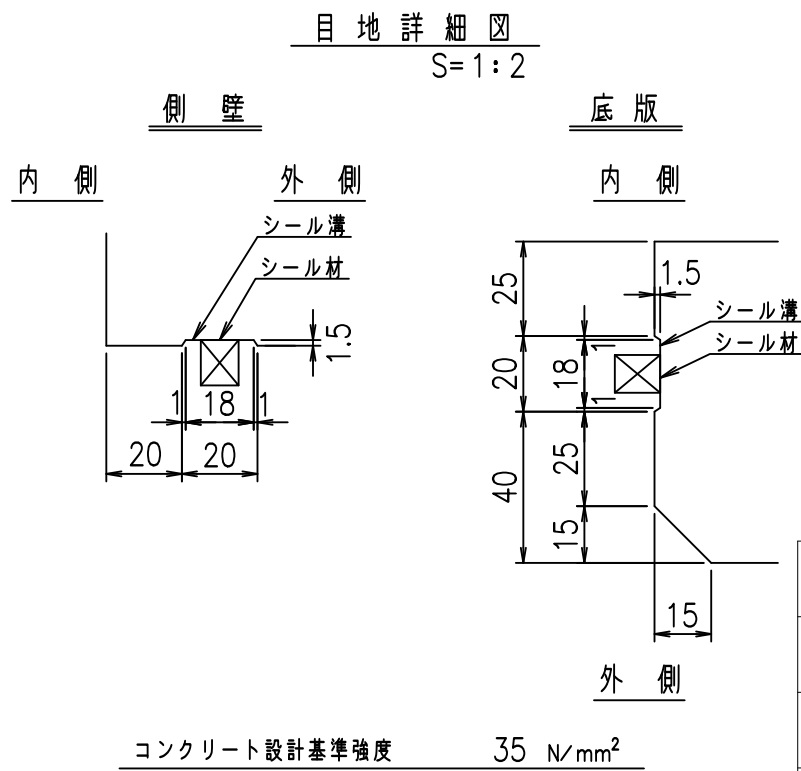 目地詳細図
S=1:2
側壁
底版
内側
外側
内側
シール溝
シール材
1.5
1
18
1
20
20
25
1.5
シール溝
シール材
20
18
1
1
40
25
15
15
外側
コンクリート設計基準強度 35 N/mm²